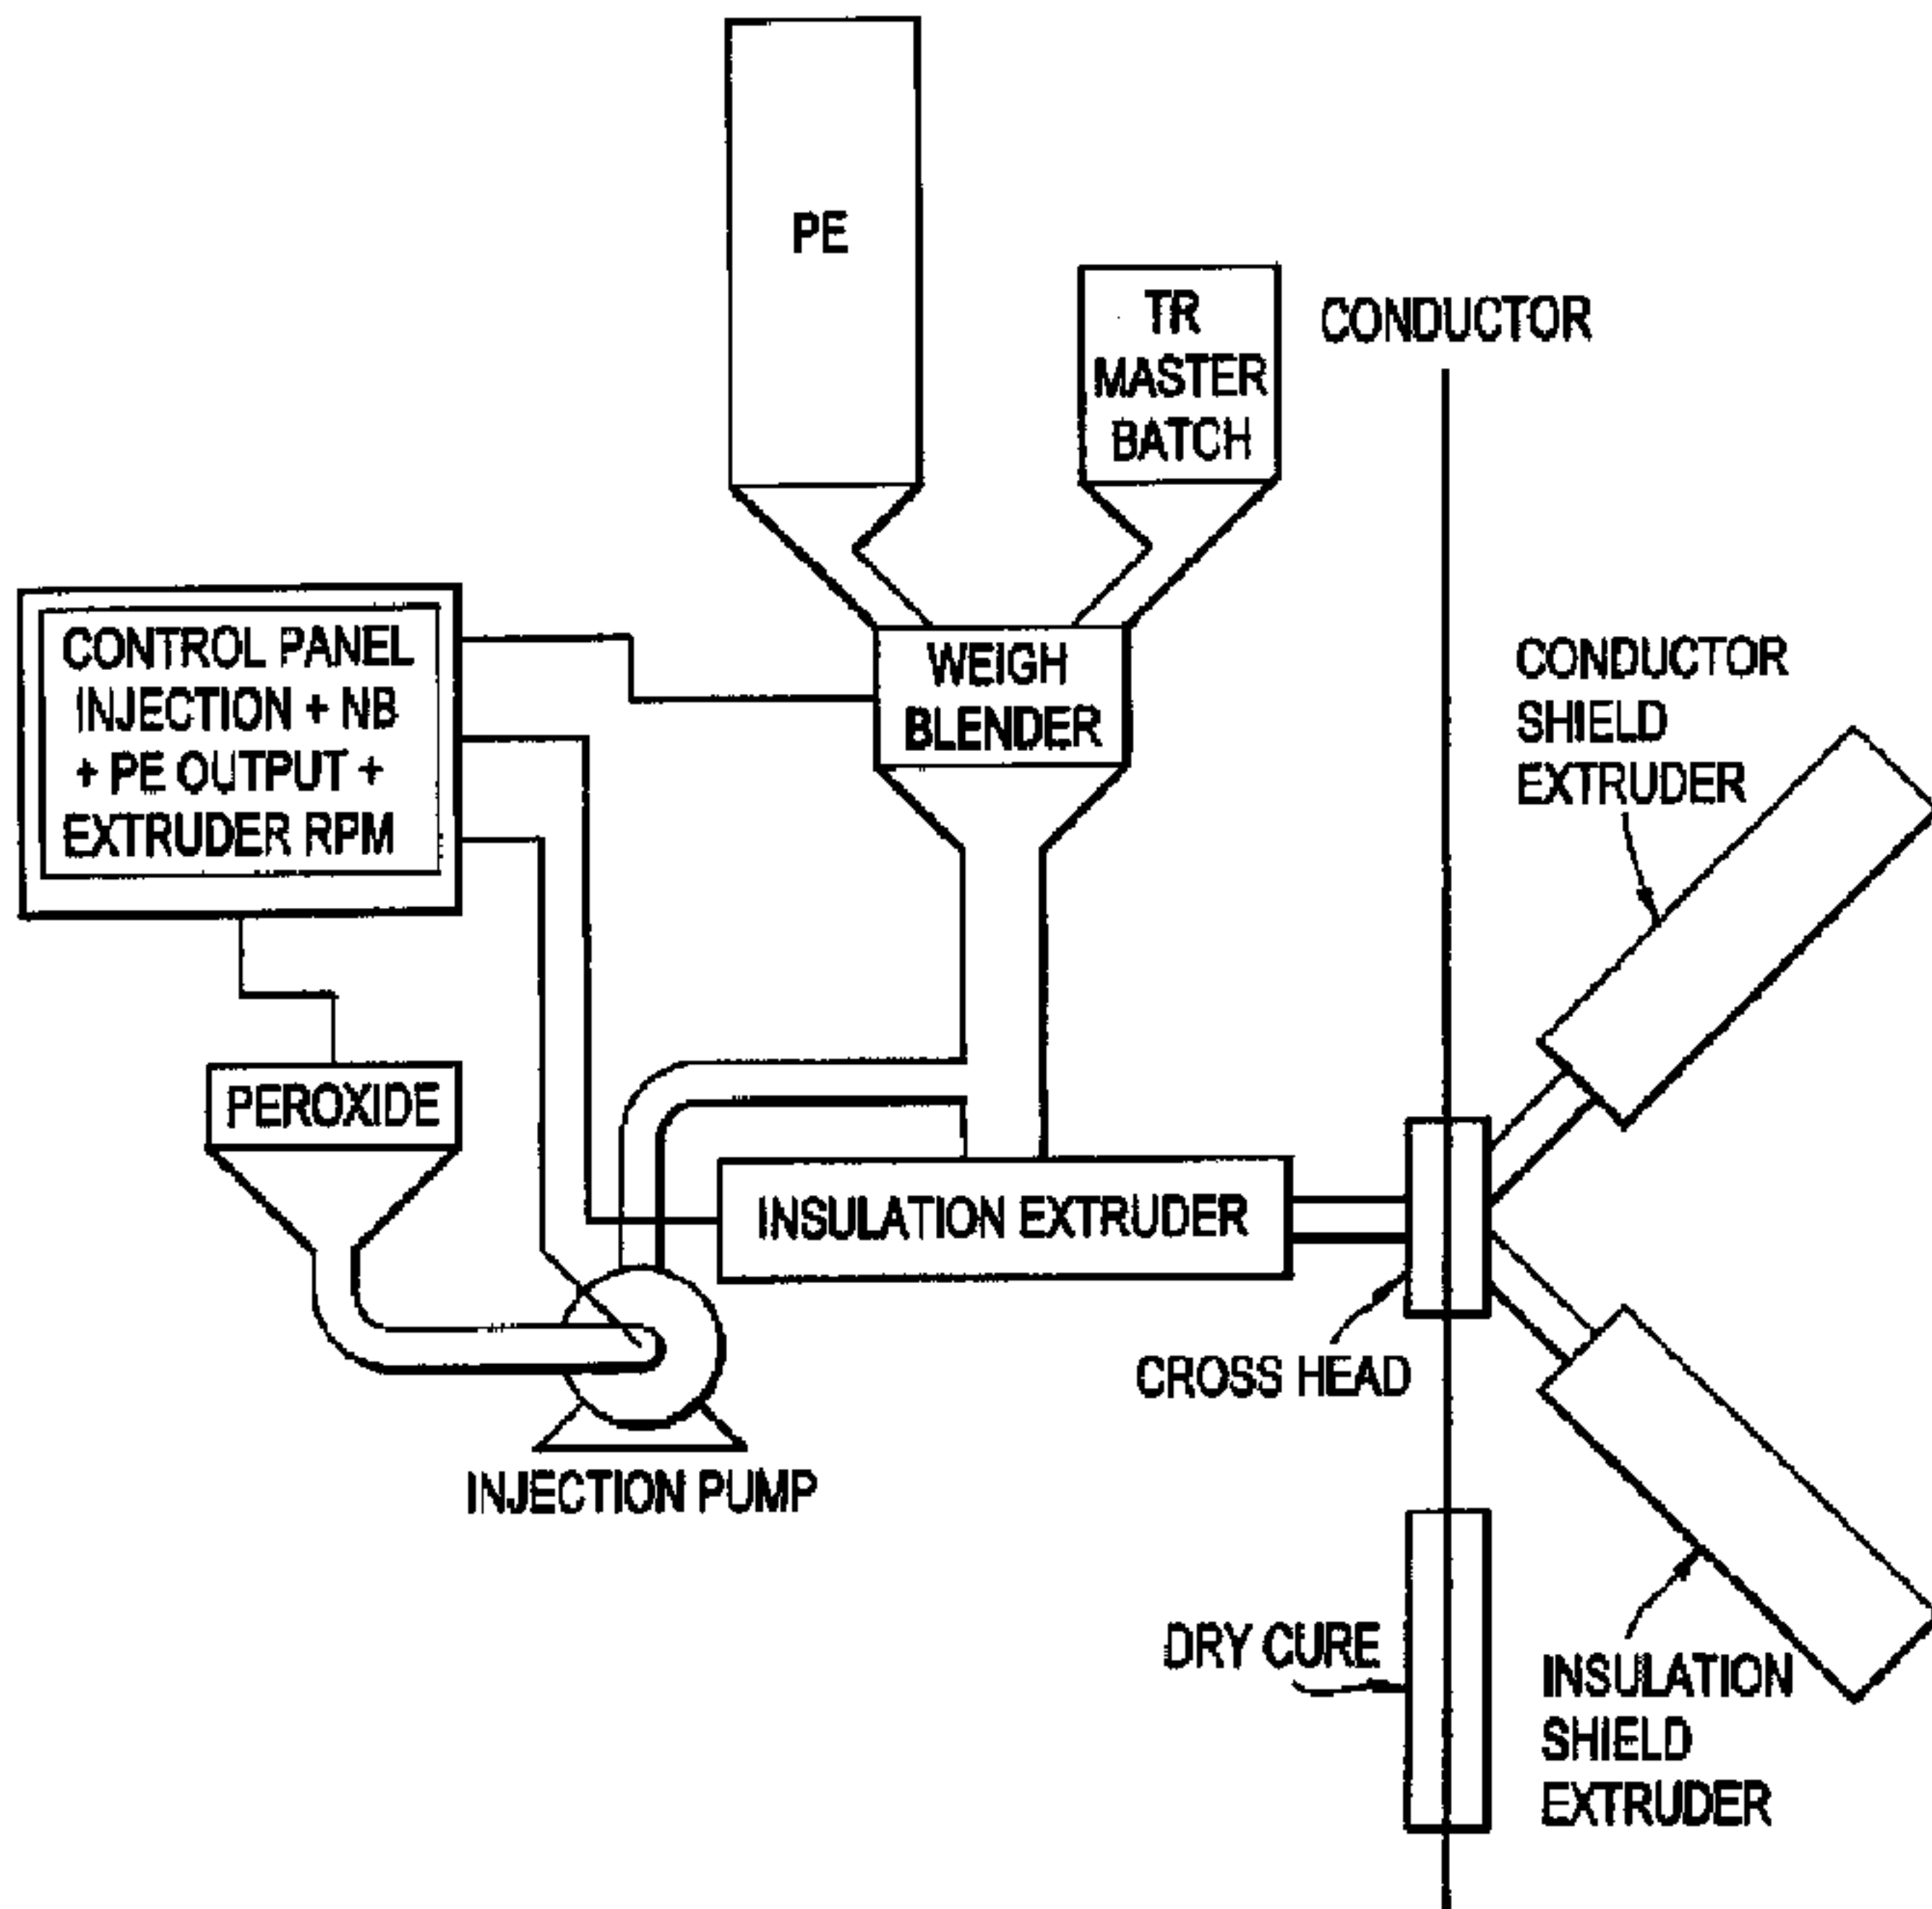 PE
TR
MASTER
BATCH
CONDUCTOR
CONTROL PANEL
INJECTION + NB
+ PE OUTPUT +
EXTRUDER RPM
WEIGH
BLENDER
CONDUCTOR
SHIELD
EXTRUDER
PEROXIDE
INSULATION EXTRUDER
CROSS HEAD
INJECTION PUMP
DRY CURE
INSULATION
SHIELD
EXTRUDER